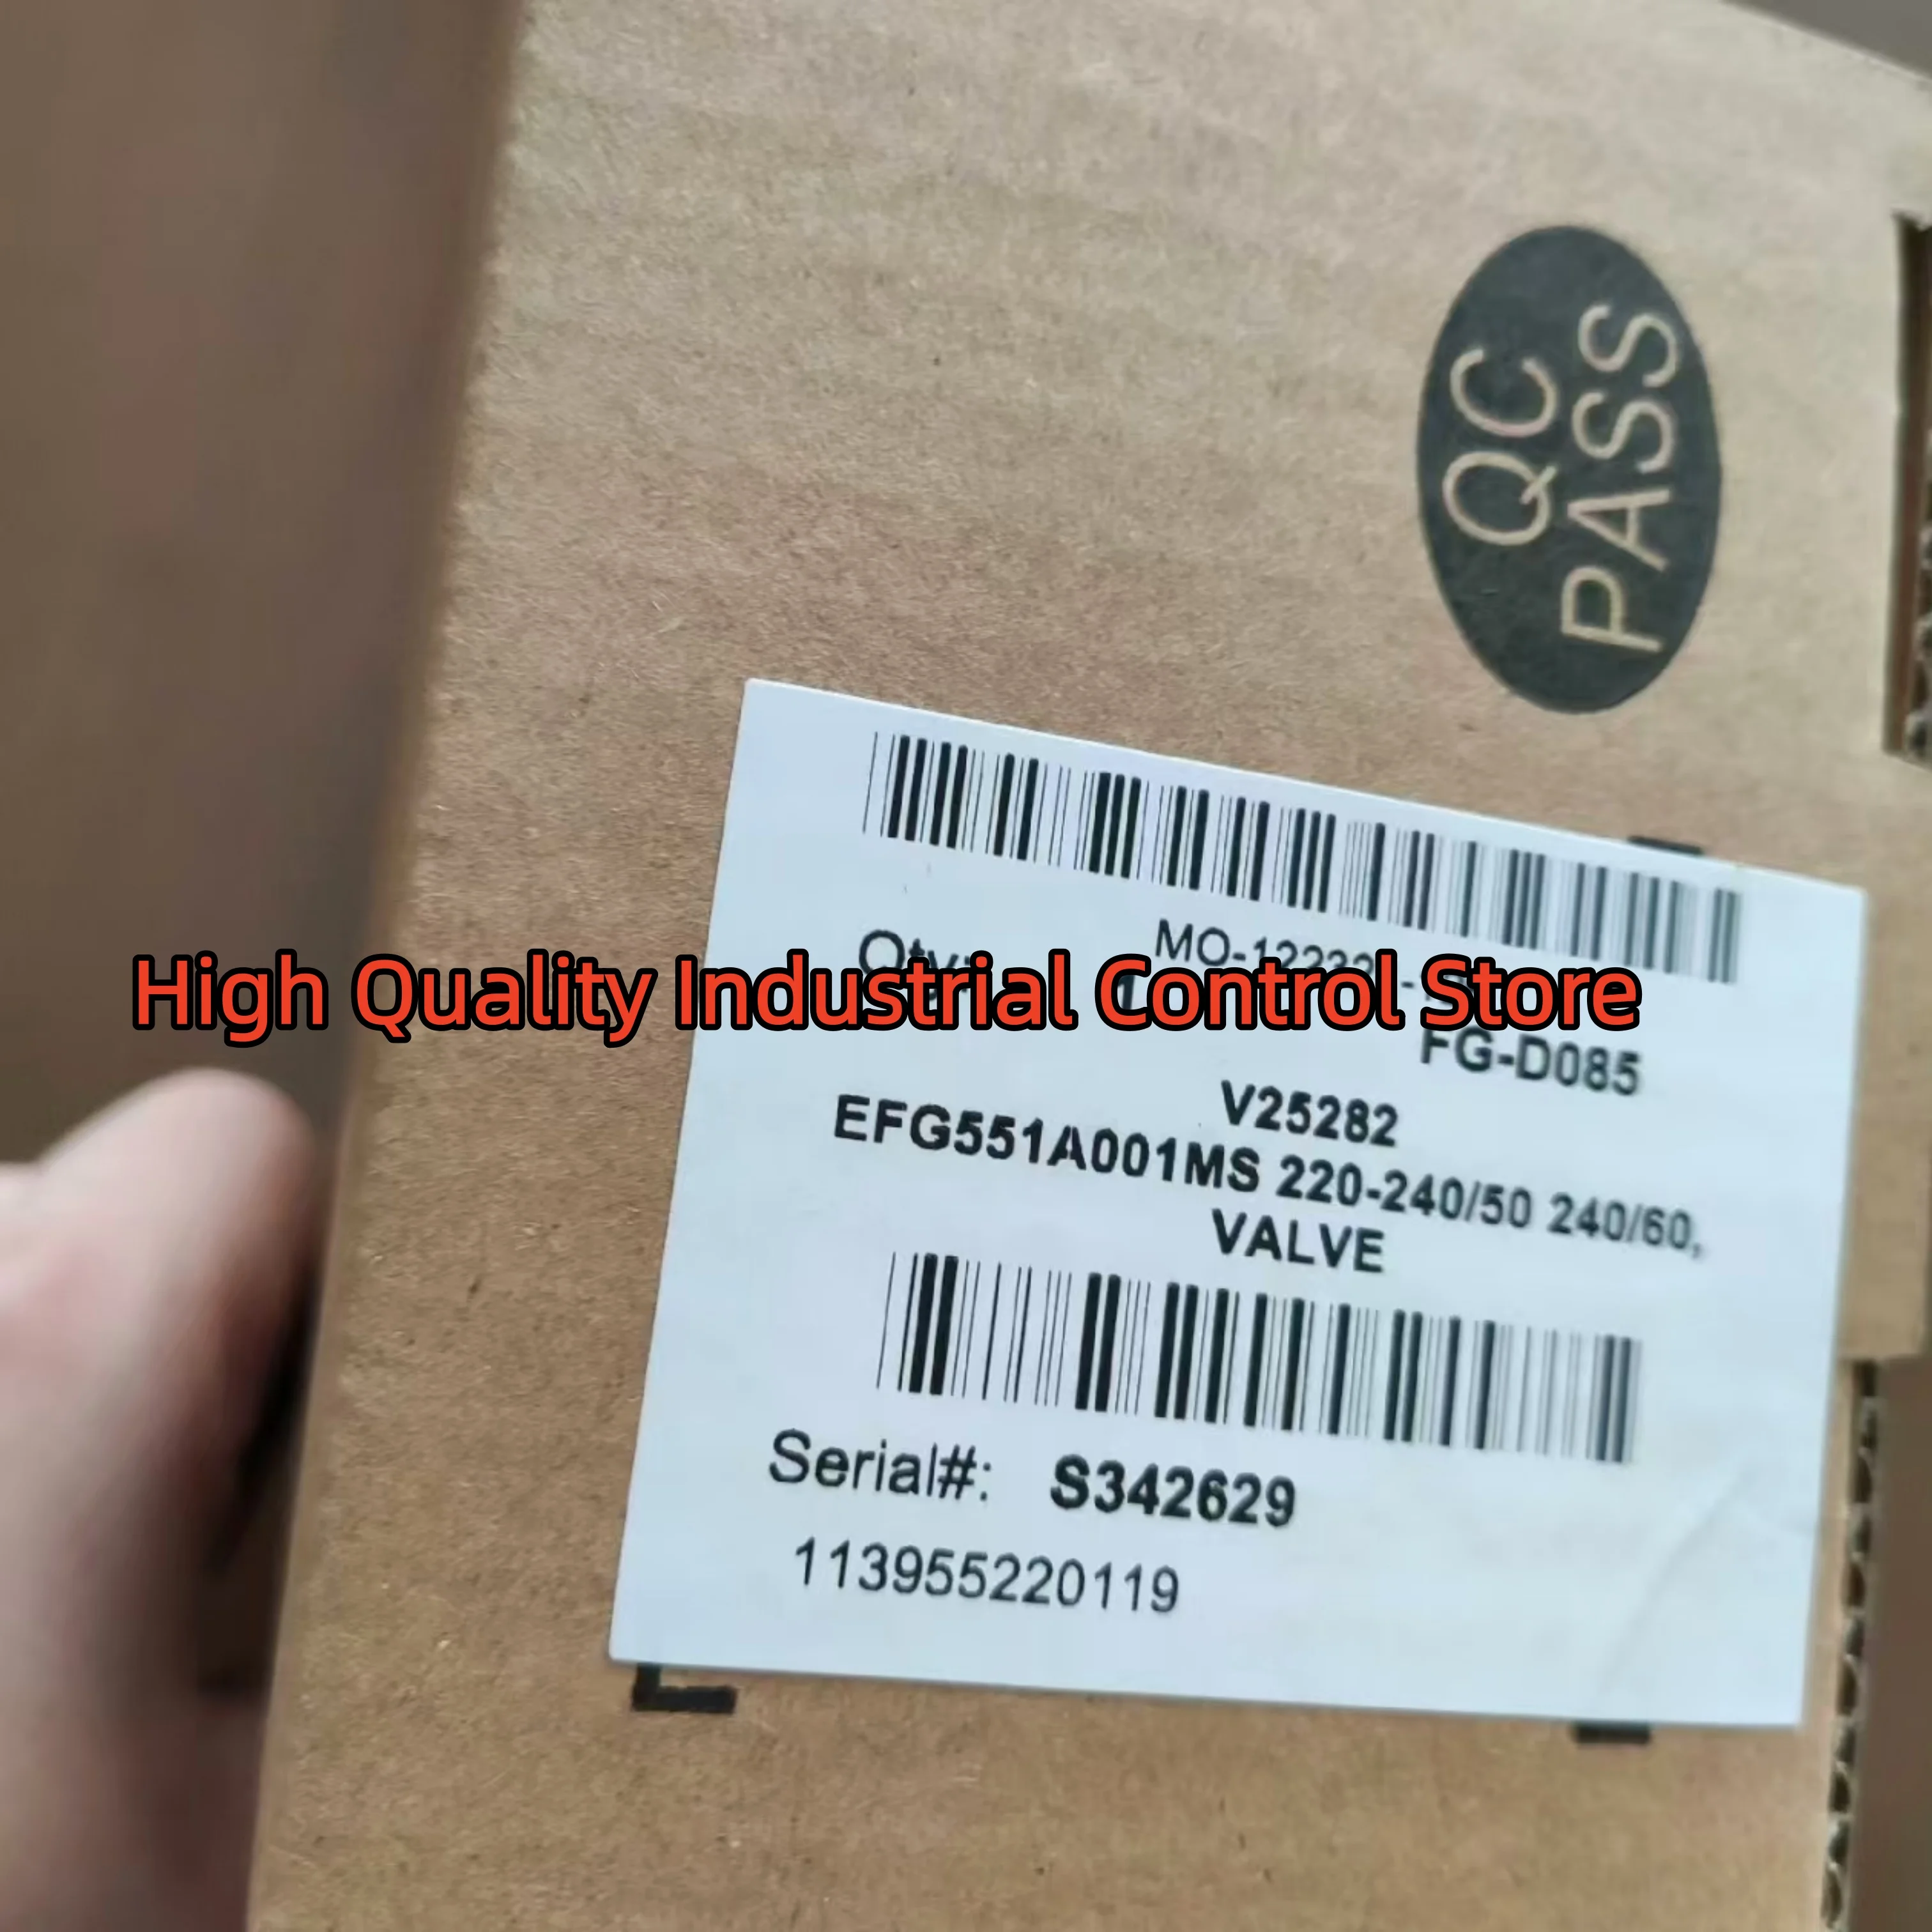 QC
PASS
Qty: 1
High Quality Industrial Control Store
FG-D085
V25282
EFG551A001MS 220-240/50 240/60,
VALVE
Serial#: S342629
113955220119